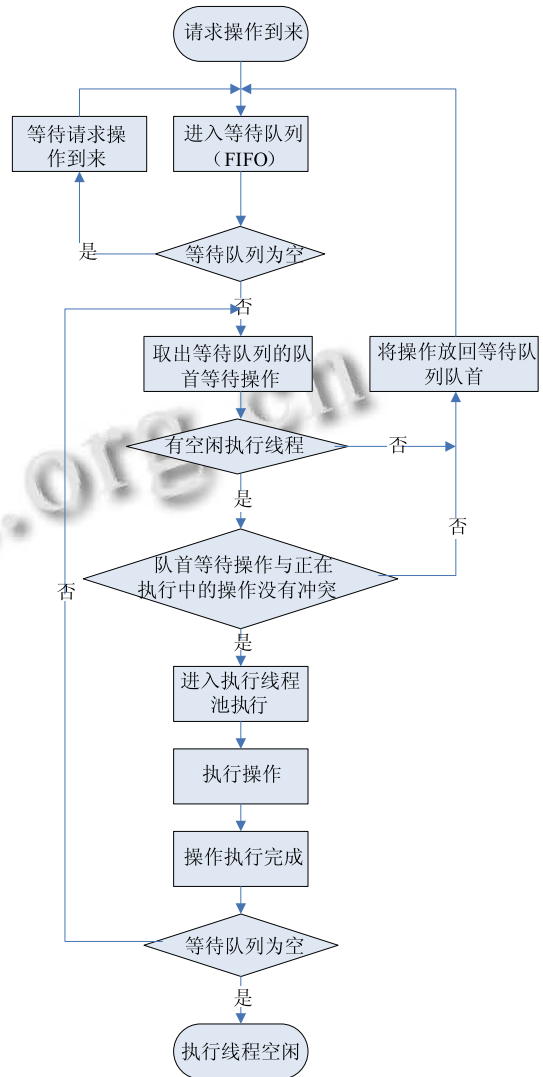 请求操作到来
等待请求操
作到来
进入等待队列
（FIFO）
等待队列为空
是
否
取出等待队列的队
首等待操作
将操作放回等待队
列队首
有空闲执行线程
否
是
否
队首等待操作与正在
执行中的操作没有冲突
否
是
进入执行线程
池执行
执行操作
操作执行完成
等待队列为空
是
执行线程空闲
.org.cn